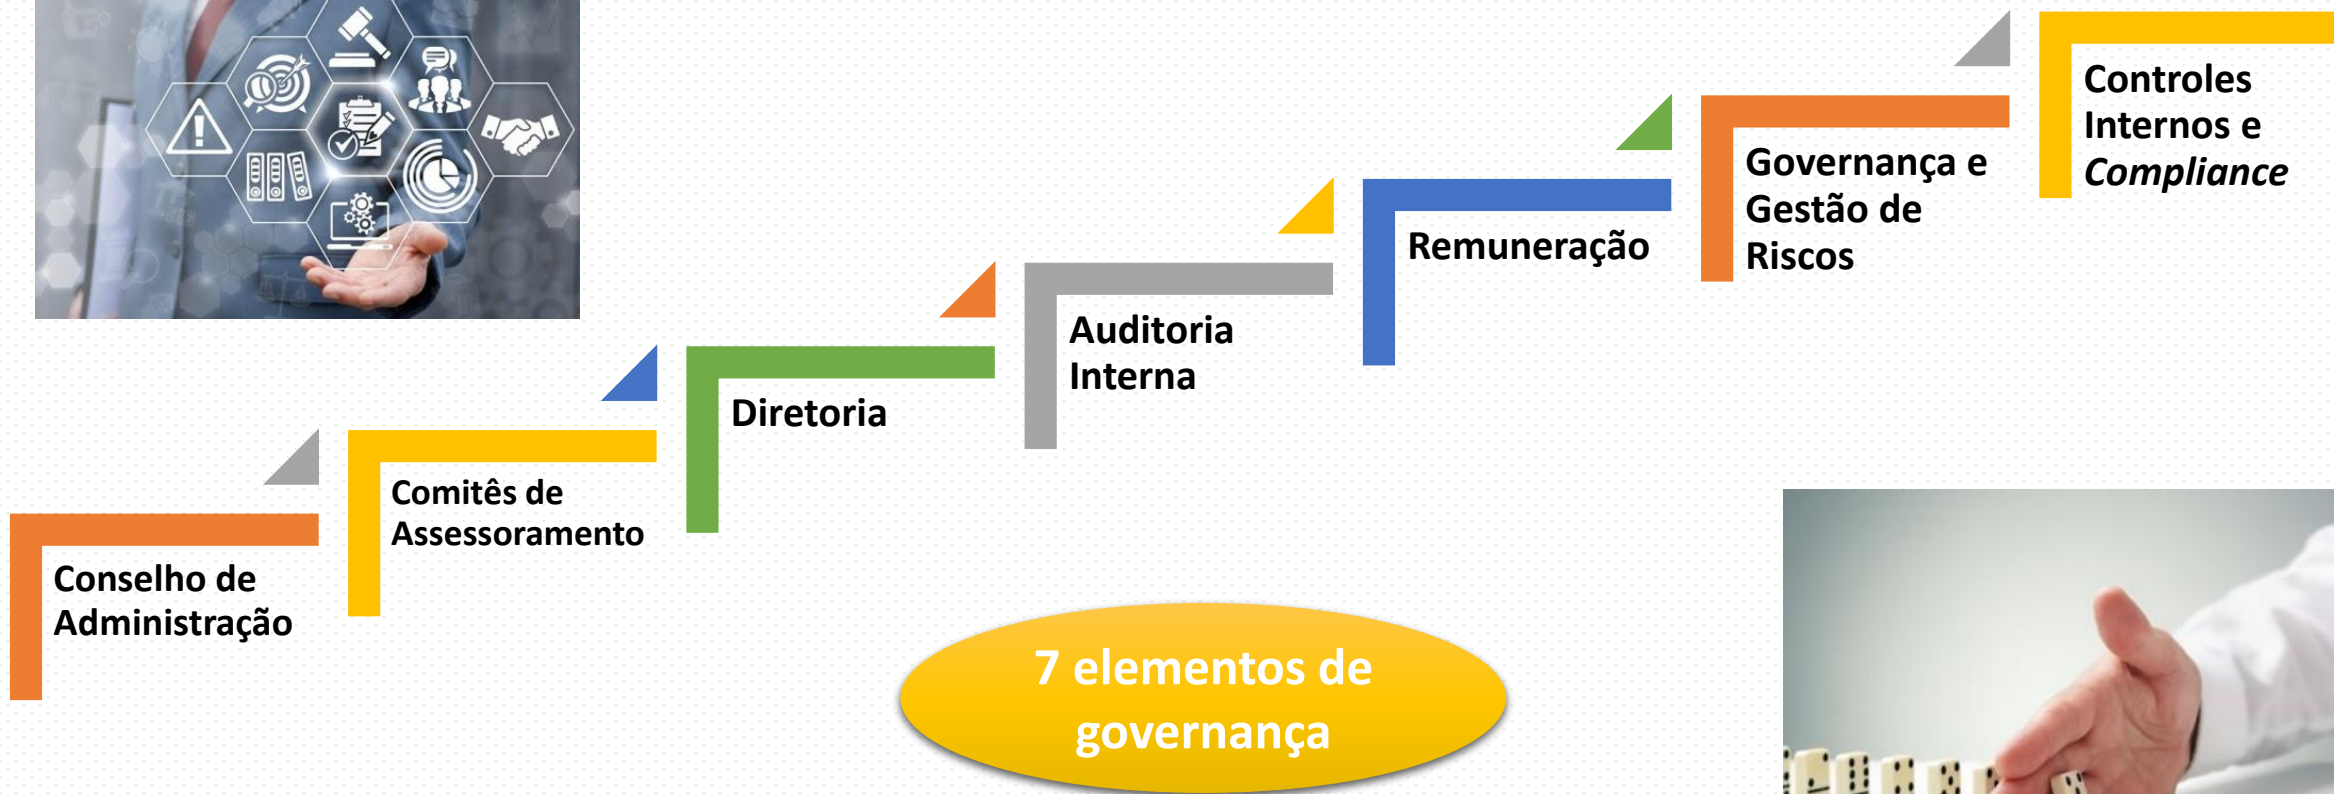 Conselho de
Administração
Comitês de
Assessoramento
Diretoria
Auditoria
Interna
Remuneração
Governança e
Gestão de
Riscos
Controles
Internos e
Compliance
7 elementos de
governança